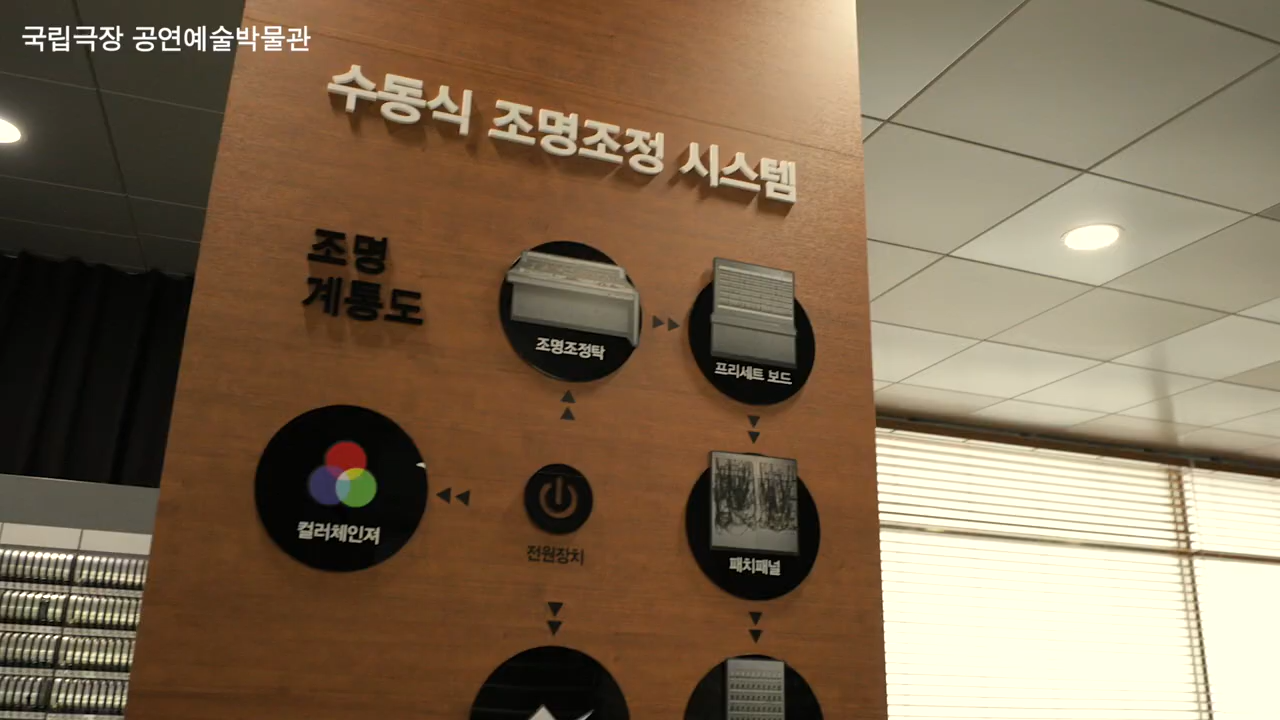 국립극장 공연예술박물관
수동식 조명조정 시스템
조명
계통도
조명조정탁
프리세트 보드
컬러체인져
전원장치
패치패널